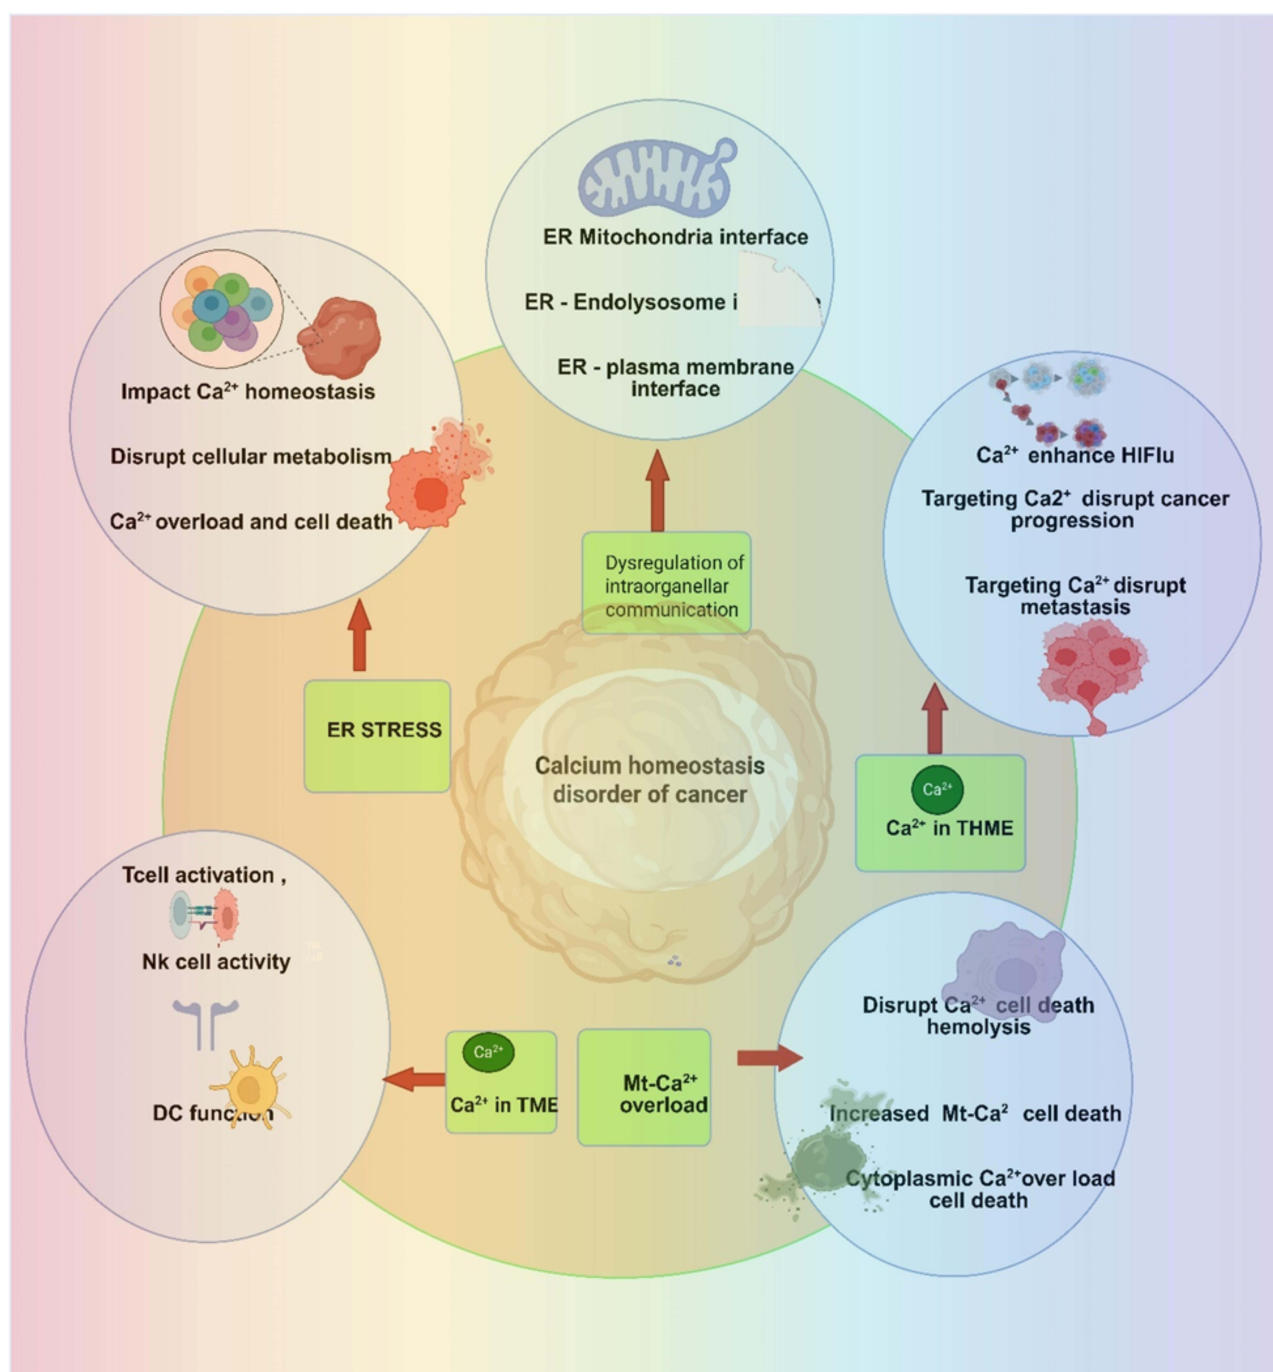 ER Mitochondria interface
ER - Endolysosome
ER - plasma membrane
interface
Impact Ca²⁺ homeostasis
Disrupt cellular metabolism
Ca²⁺ overload and cell death
Ca²⁺ enhance HIFIu
Targeting Ca2⁺ disrupt cancer
progression
Targeting Ca²⁺ disrupt
metastasis
Dysregulation of
intraorganellar
communication
ER STRESS
Calcium homeostasis
disorder of cancer
Ca²⁺
Ca²⁺ in THME
Tcell activation ,
Nk cell activity
DC function
Ca²⁺
Ca²⁺ in TME
Mt-Ca²⁺
overload
Disrupt Ca²⁺ cell death
hemolysis
Increased Mt-Ca² cell death
Cytoplasmic Ca²⁺over load
cell death